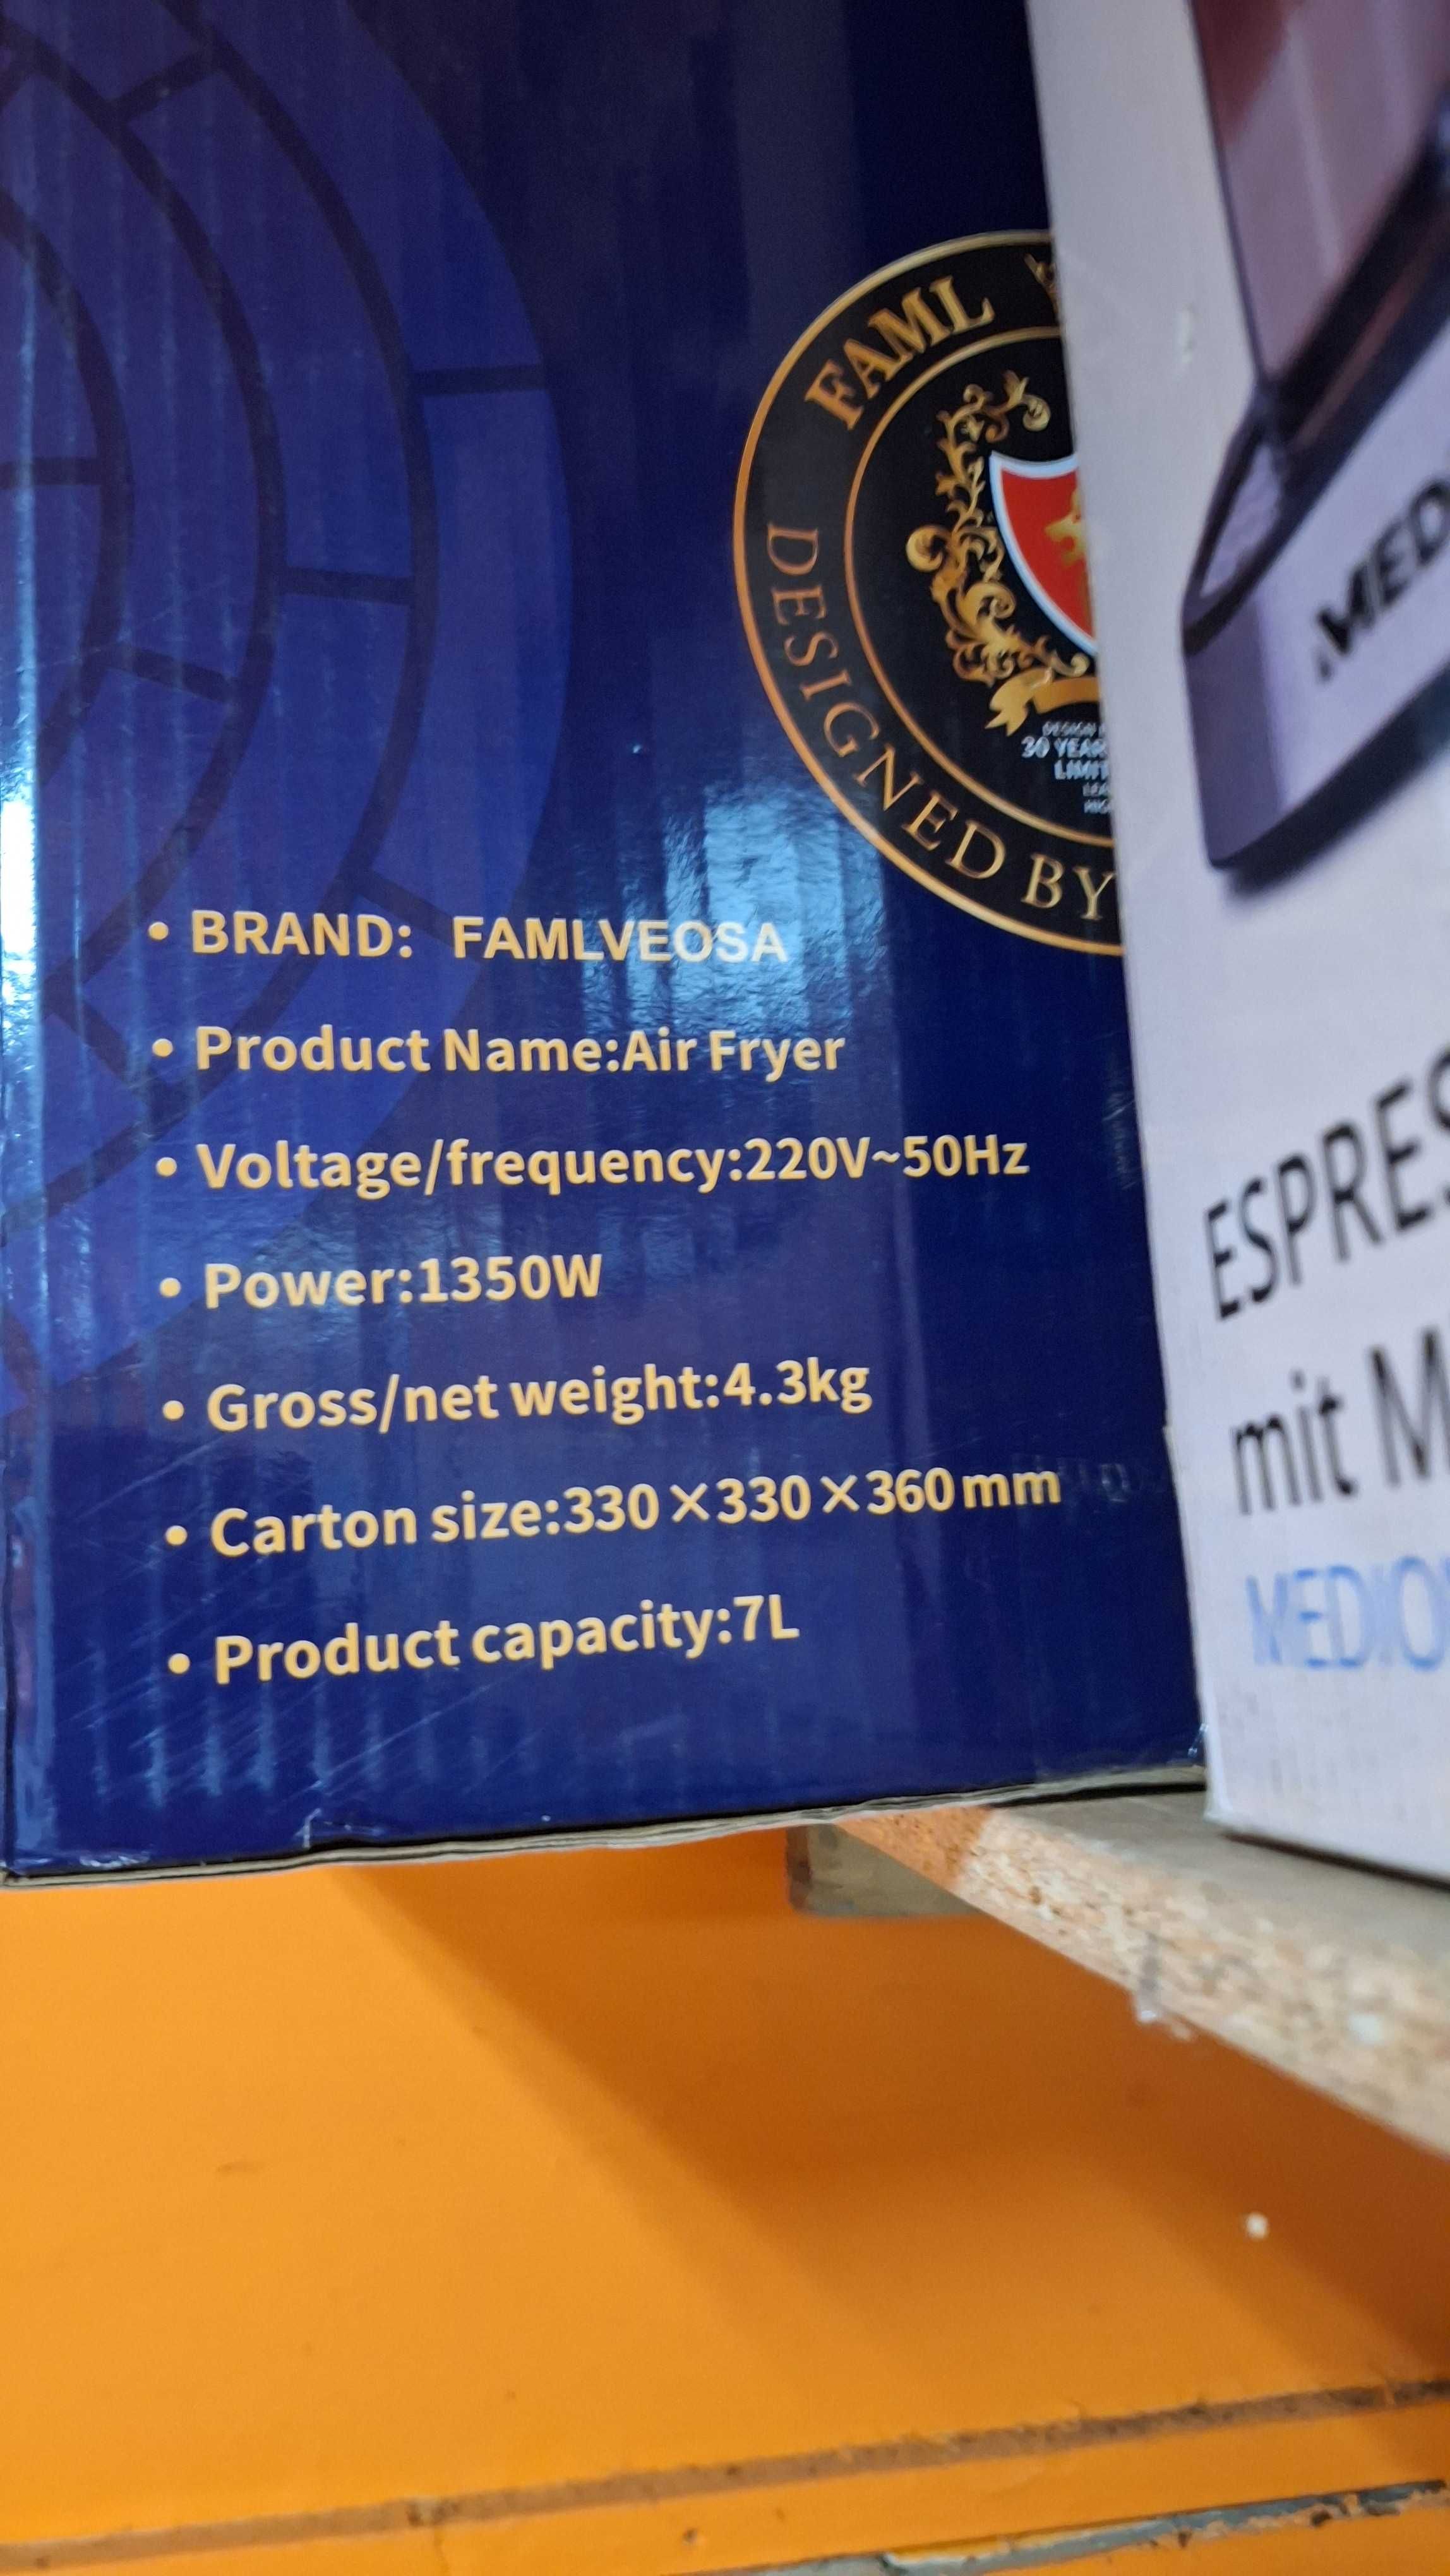 FAML
DESIGNED BY
30 YEAR
LIMIT
• BRAND: FAMLVEOSA
• Product Name:Air Fryer
• Voltage/frequency:220V~50Hz
• Power:1350W
• Gross/net weight:4.3kg
• Carton size:330×330×360mm
• Product capacity:7L
MED
ESPRES
mit M
MEDIO